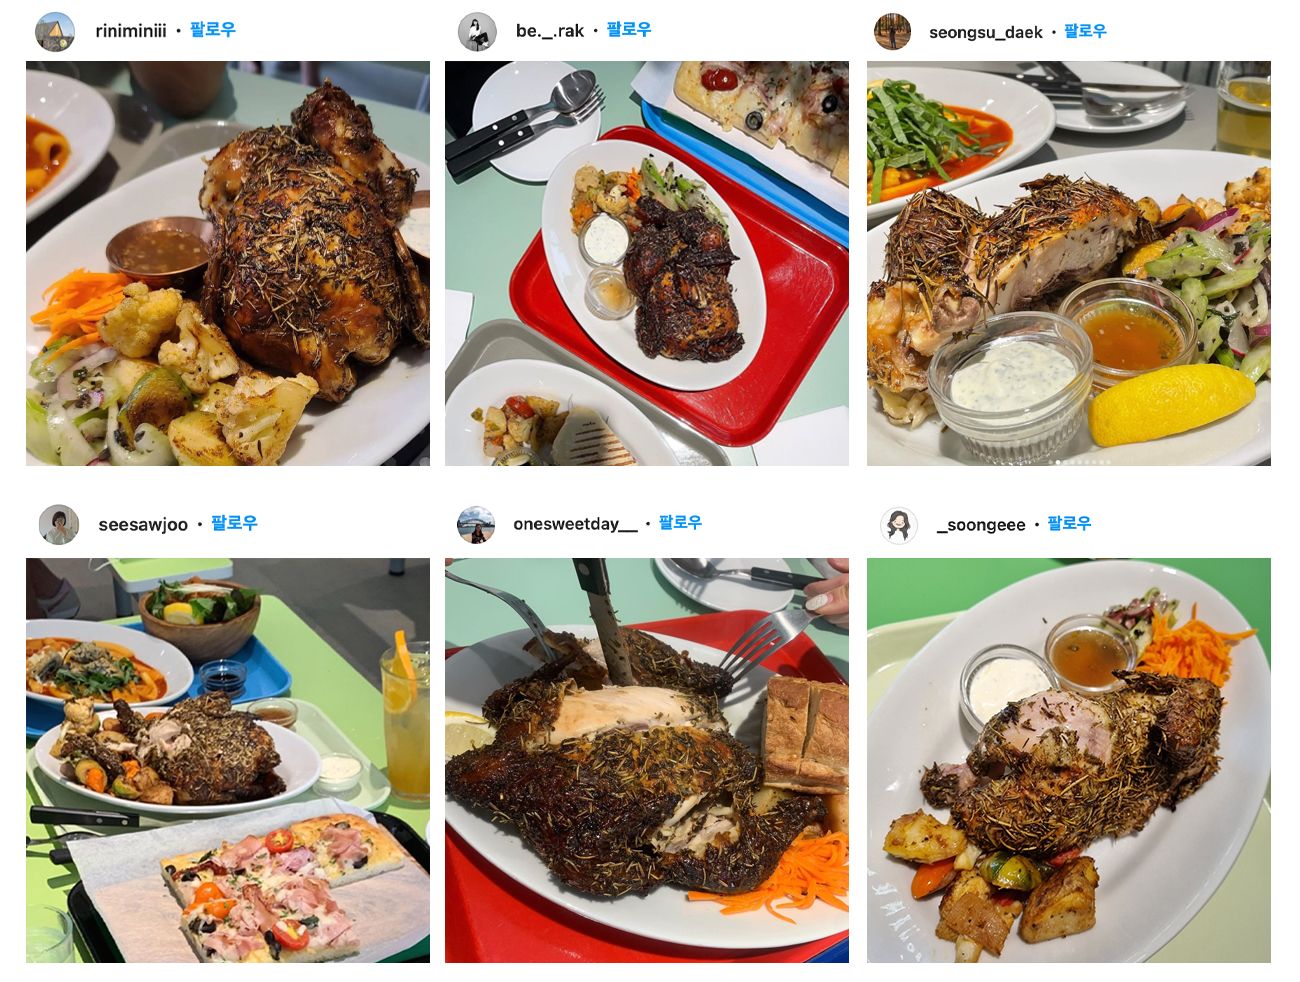 riniminiii • 팔로우
be._.rak • 팔로우
seongsu_daek • 팔로우
seesawjoo • 팔로우
onesweetday__ • 팔로우
_soongeee • 팔로우